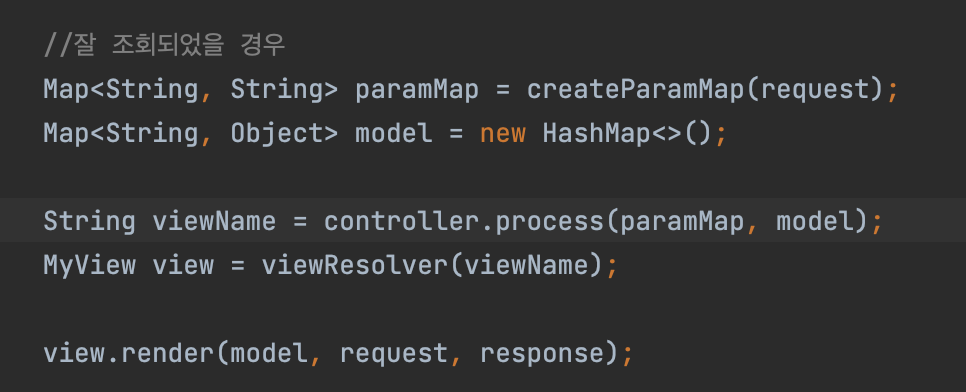 //잘 조회되었을 경우
Map<String, String> paramMap = createParamMap(request);
Map<String, Object> model = new HashMap<>();
String viewName = controller.process(paramMap, model);
MyView view = viewResolver(viewName);
view.render(model, request, response);